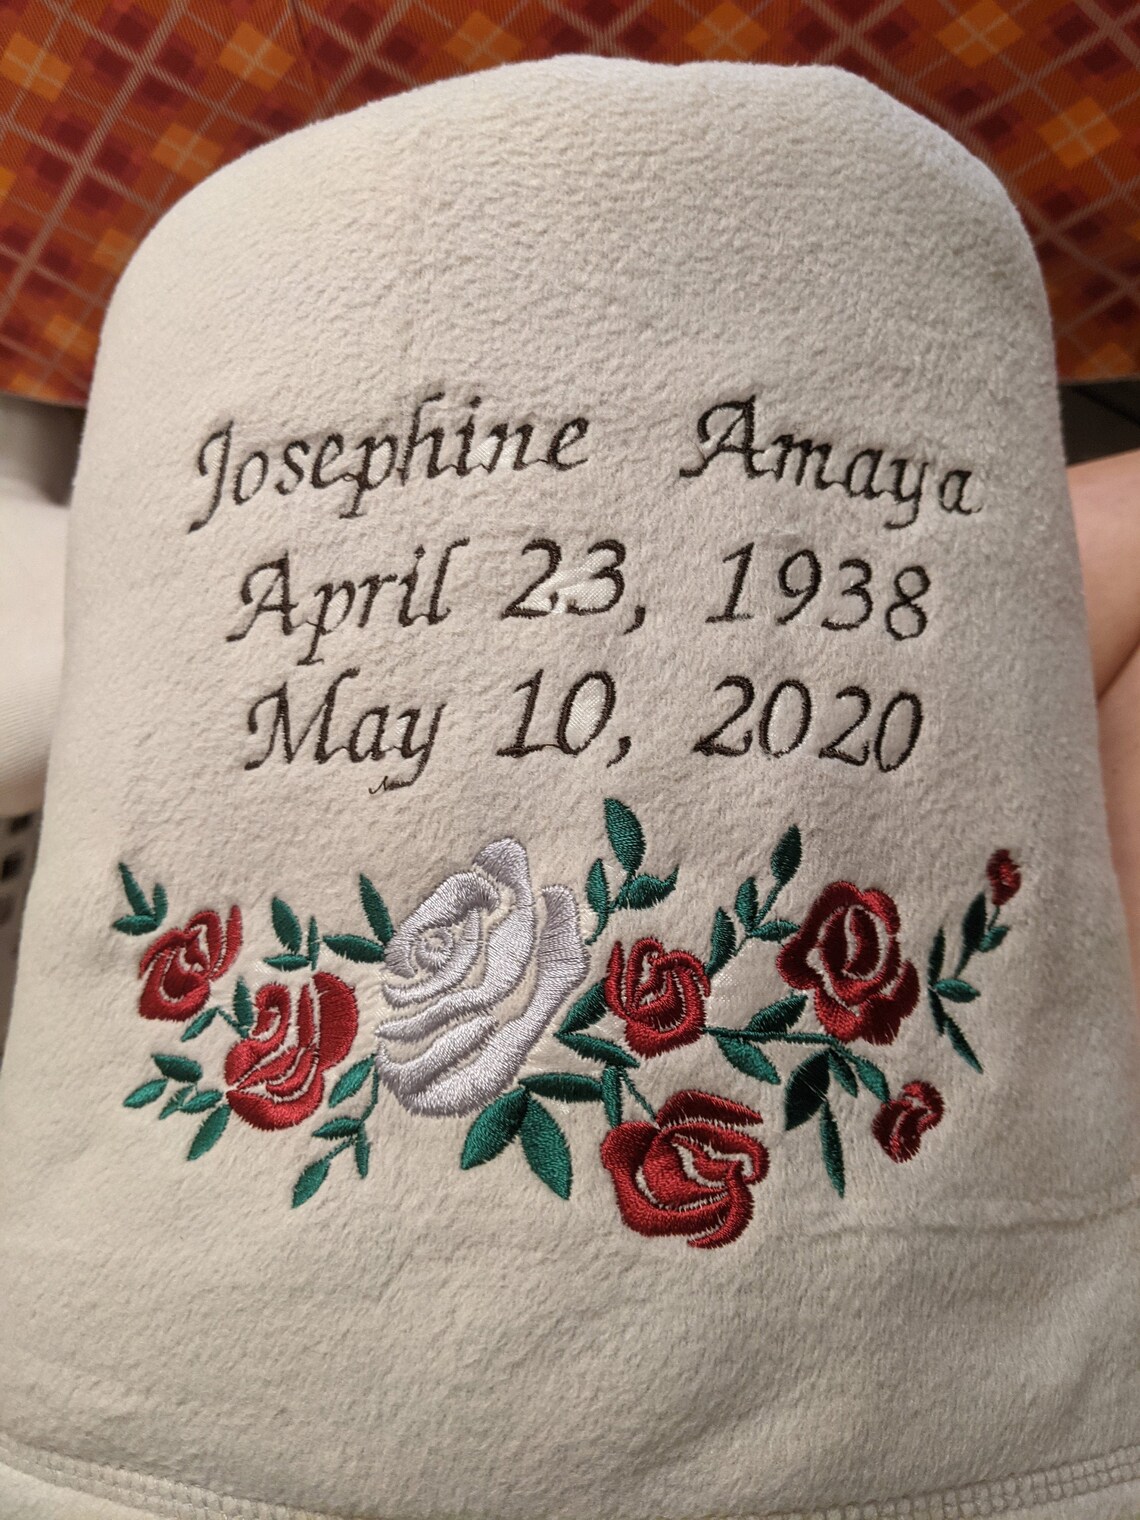 Josephine Amaya
April 23, 1938
May 10, 2020